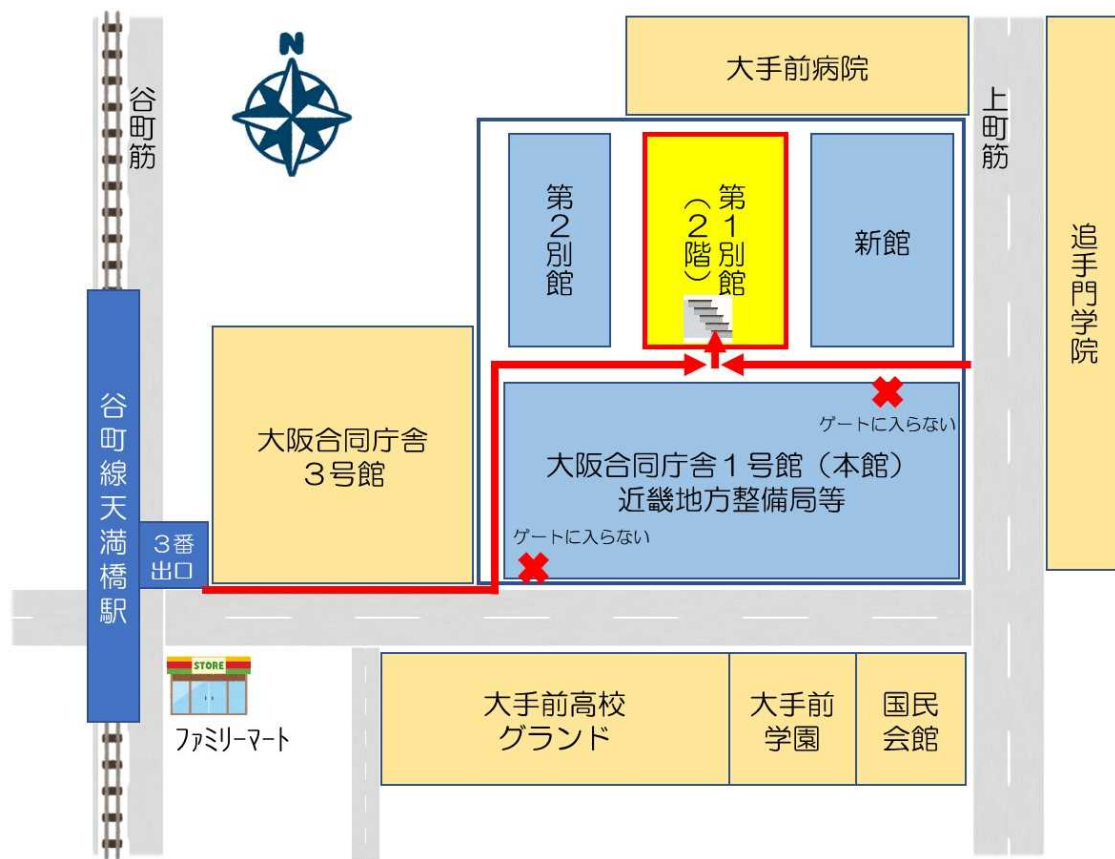 N
大手前病院
谷町筋
上町筋
第２別館
第１別館
（２階）
新館
追手門学院
谷町線天満橋駅
大阪合同庁舎
３号館
ゲートに入らない
大阪合同庁舎１号館（本館）
近畿地方整備局等
３番
出口
ゲートに入らない
STORE
ファミリーマート
大手前高校
グランド
大手前
学園
国民
会館